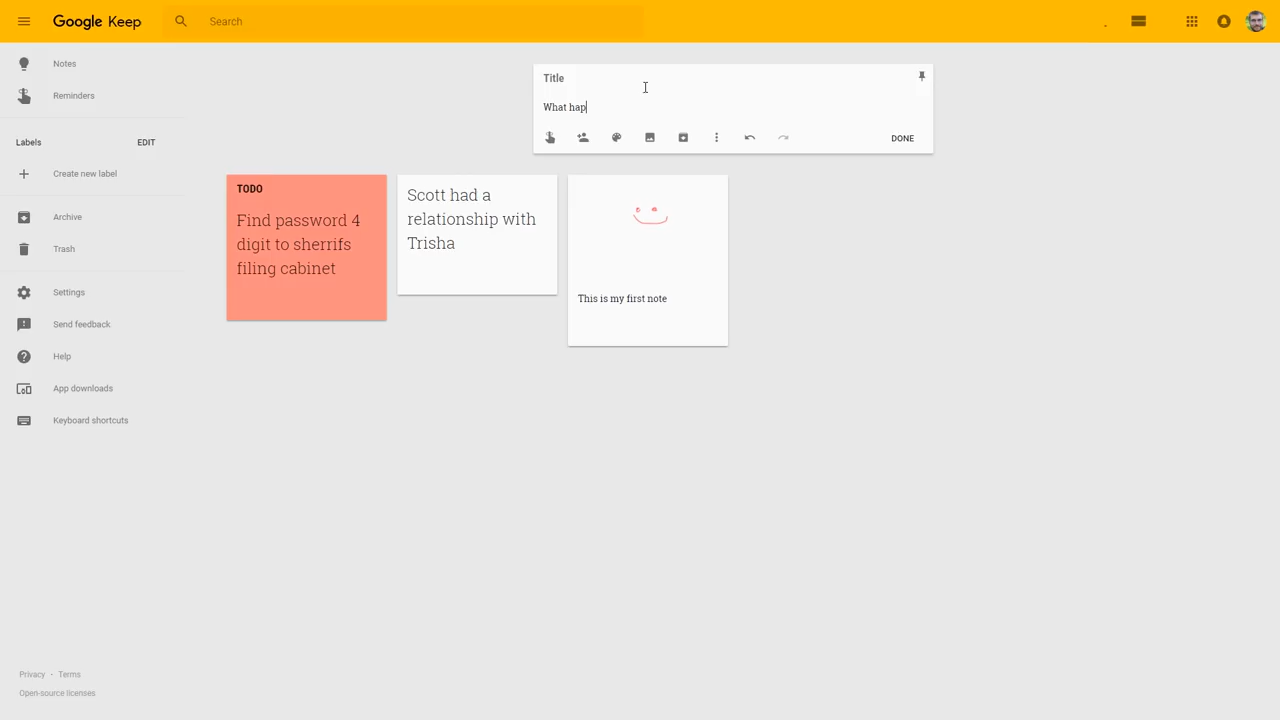 Google Keep
Search
Notes
Reminders
Labels
EDIT
Create new label
Archive
Trash
Settings
Send feedback
Help
App downloads
Keyboard shortcuts
Privacy - Terms
Open-source licenses
Title
What hap
DONE
TODO
Find password 4
digit to sherrifs
filing cabinet
Scott had a
relationship with
Trisha
This is my first note